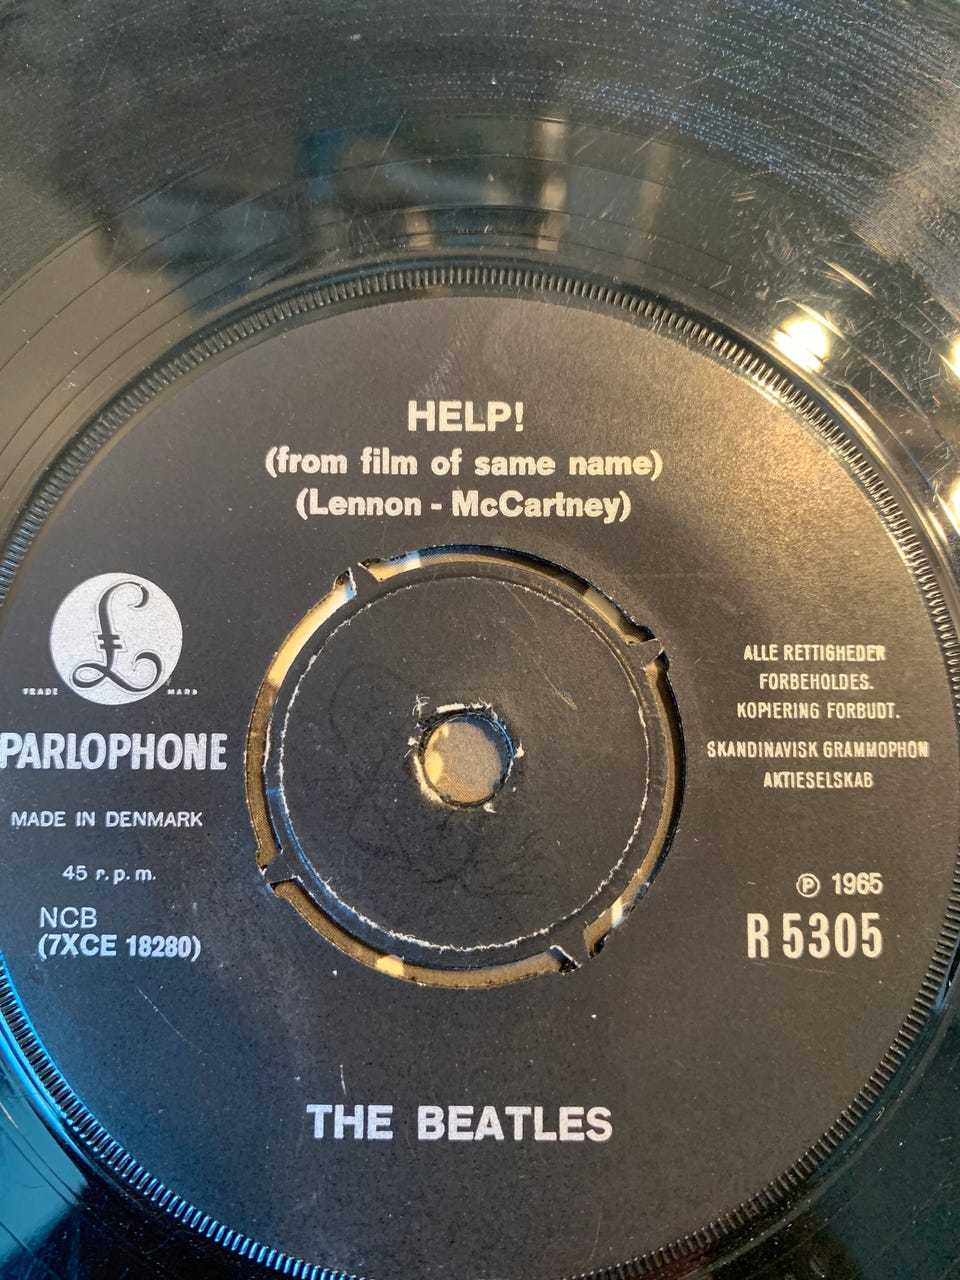 HELP!
(from film of same name)
(Lennon - McCartney)
£
TRADE MARK
PARLOPHONE
MADE IN DENMARK
45 r.p.m.
NCB
(7XCE 18280)
ALLE RETTIGHEDER
FORBEHOLDES.
KOPIERING FORBUDT.
SKANDINAVISK GRAMMOPHON
AKTIESELSKAB
℗ 1965
R 5305
THE BEATLES